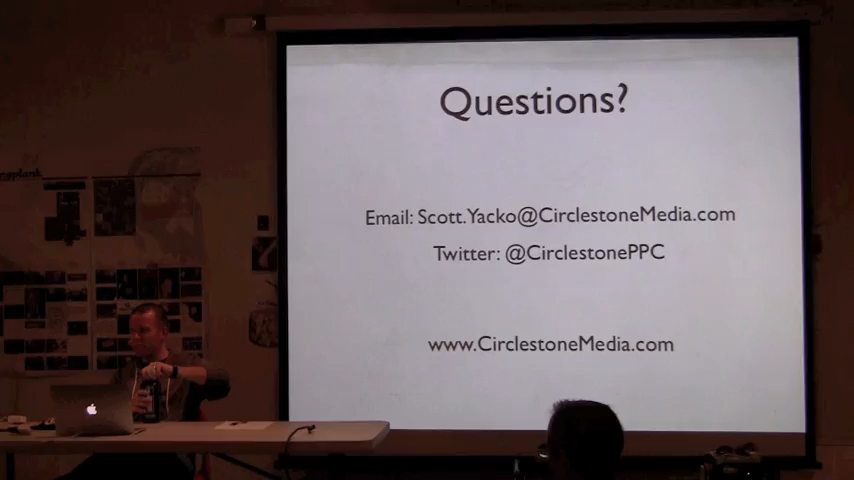 Questions?
Email: Scott.Yacko@CirclestoneMedia.com
Twitter: @CirclestonePPC
www.CirclestoneMedia.com